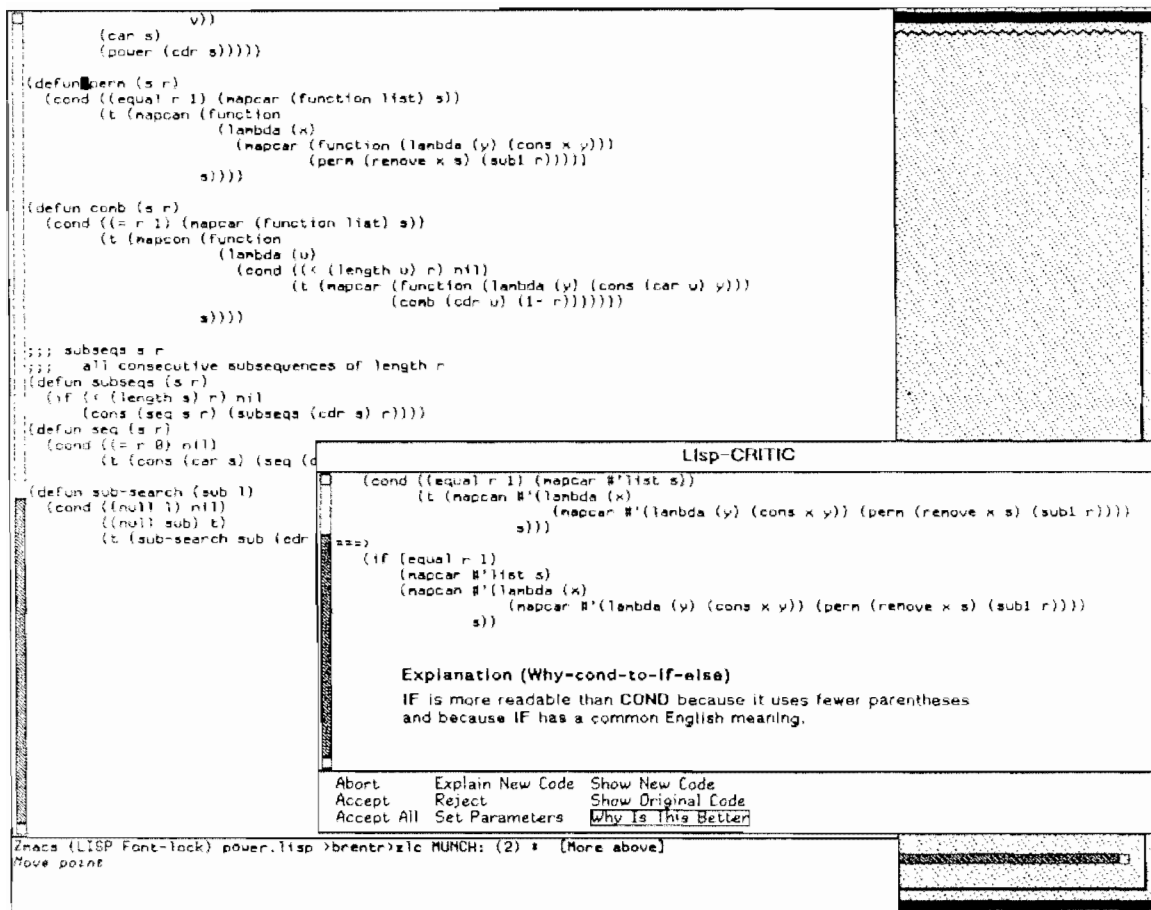 v))
(car s)
(power (cdr s)))))
(defun perm (s r)
(cond ((equal r 1) (mapcar (function list) s))
(t (mapcan (function
(lambda (x)
(mapcar (function (lambda (y) (cons x y)))
(perm (remove x s) (sub1 r)))))
s))))
(defun comb (s r)
(cond ((= r 1) (mapcar (function list) s))
(t (mapcon (function
(lambda (u)
(cond ((< (length u) r) nil)
(t (mapcar (function (lambda (y) (cons (car u) y)))
(comb (cdr u) (1- r)))))))
s))))
;;; subseqs s r
;;; all consecutive subsequences of length r
(defun subseqs (s r)
(if (< (length s) r) nil
(cons (seq s r) (subseqs (cdr s) r))))
(defun seq (s r)
(cond ((= r 0) nil)
(t (cons (car s) (seq (
(defun sub-search (sub l)
(cond ((null l) nil)
((null sub) t)
(t (sub-search sub (cdr
Lisp-CRITIC
(cond ((equal r 1) (mapcar #'list s))
(t (mapcan #'(lambda (x)
(mapcar #'(lambda (y) (cons x y)) (perm (remove x s) (sub1 r))))
s)))
===>
(if (equal r 1)
(mapcar #'list s)
(mapcan #'(lambda (x)
(mapcar #'(lambda (y) (cons x y)) (perm (remove x s) (sub1 r))))
s))
Explanation (Why-cond-to-if-else)
IF is more readable than COND because it uses fewer parentheses
and because IF has a common English meaning.
Abort Explain New Code Show New Code
Accept Reject Show Original Code
Accept All Set Parameters Why Is This Better
Zmacs (LISP Font-lock) power.lisp >brentr>zlc MUNCH: (2) * [More above]
Move point